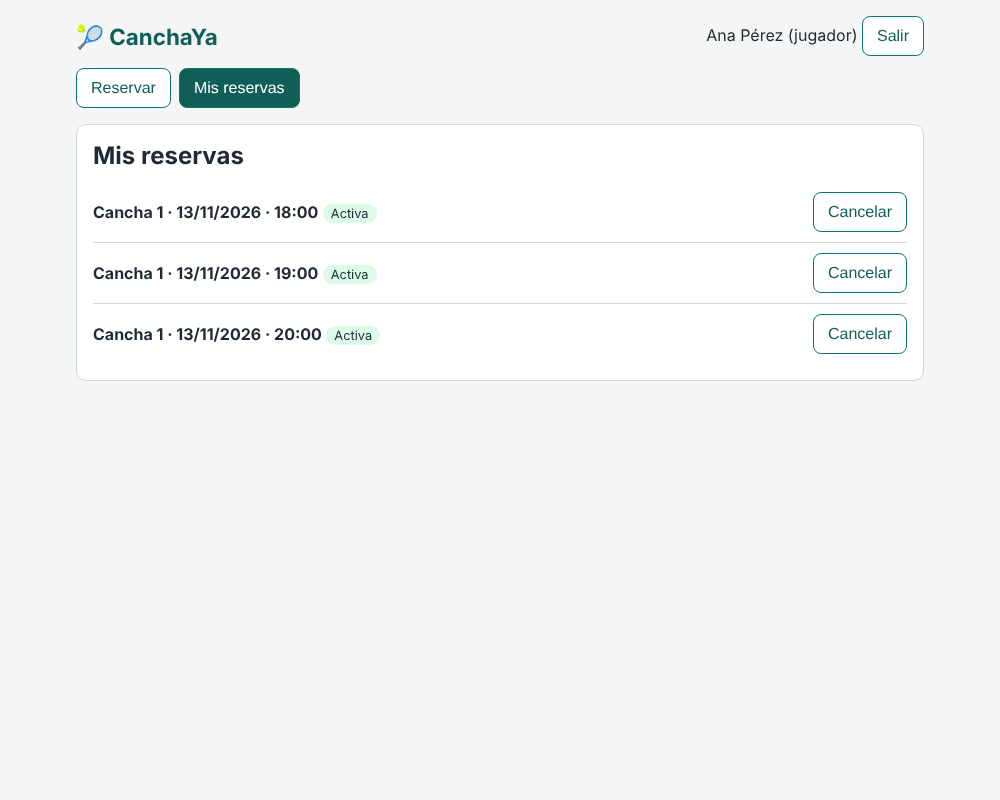 CanchaYa
Ana Pérez (jugador) Salir
Reservar Mis reservas
Mis reservas
Cancha 1 · 13/11/2026 · 18:00 Activa Cancelar
Cancha 1 · 13/11/2026 · 19:00 Activa Cancelar
Cancha 1 · 13/11/2026 · 20:00 Activa Cancelar